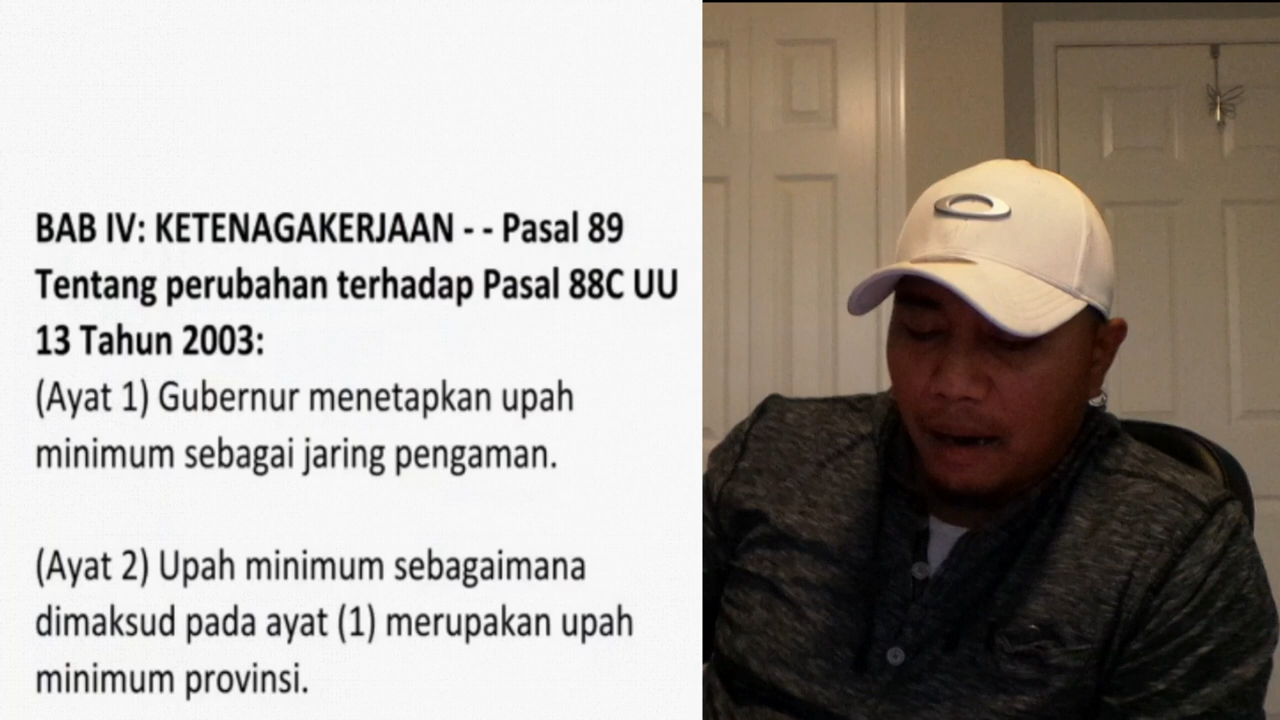 BAB IV: KETENAGAKERJAAN - - Pasal 89
Tentang perubahan terhadap Pasal 88C UU
13 Tahun 2003:
(Ayat 1) Gubernur menetapkan upah
minimum sebagai jaring pengaman.
(Ayat 2) Upah minimum sebagaimana
dimaksud pada ayat (1) merupakan upah
minimum provinsi.